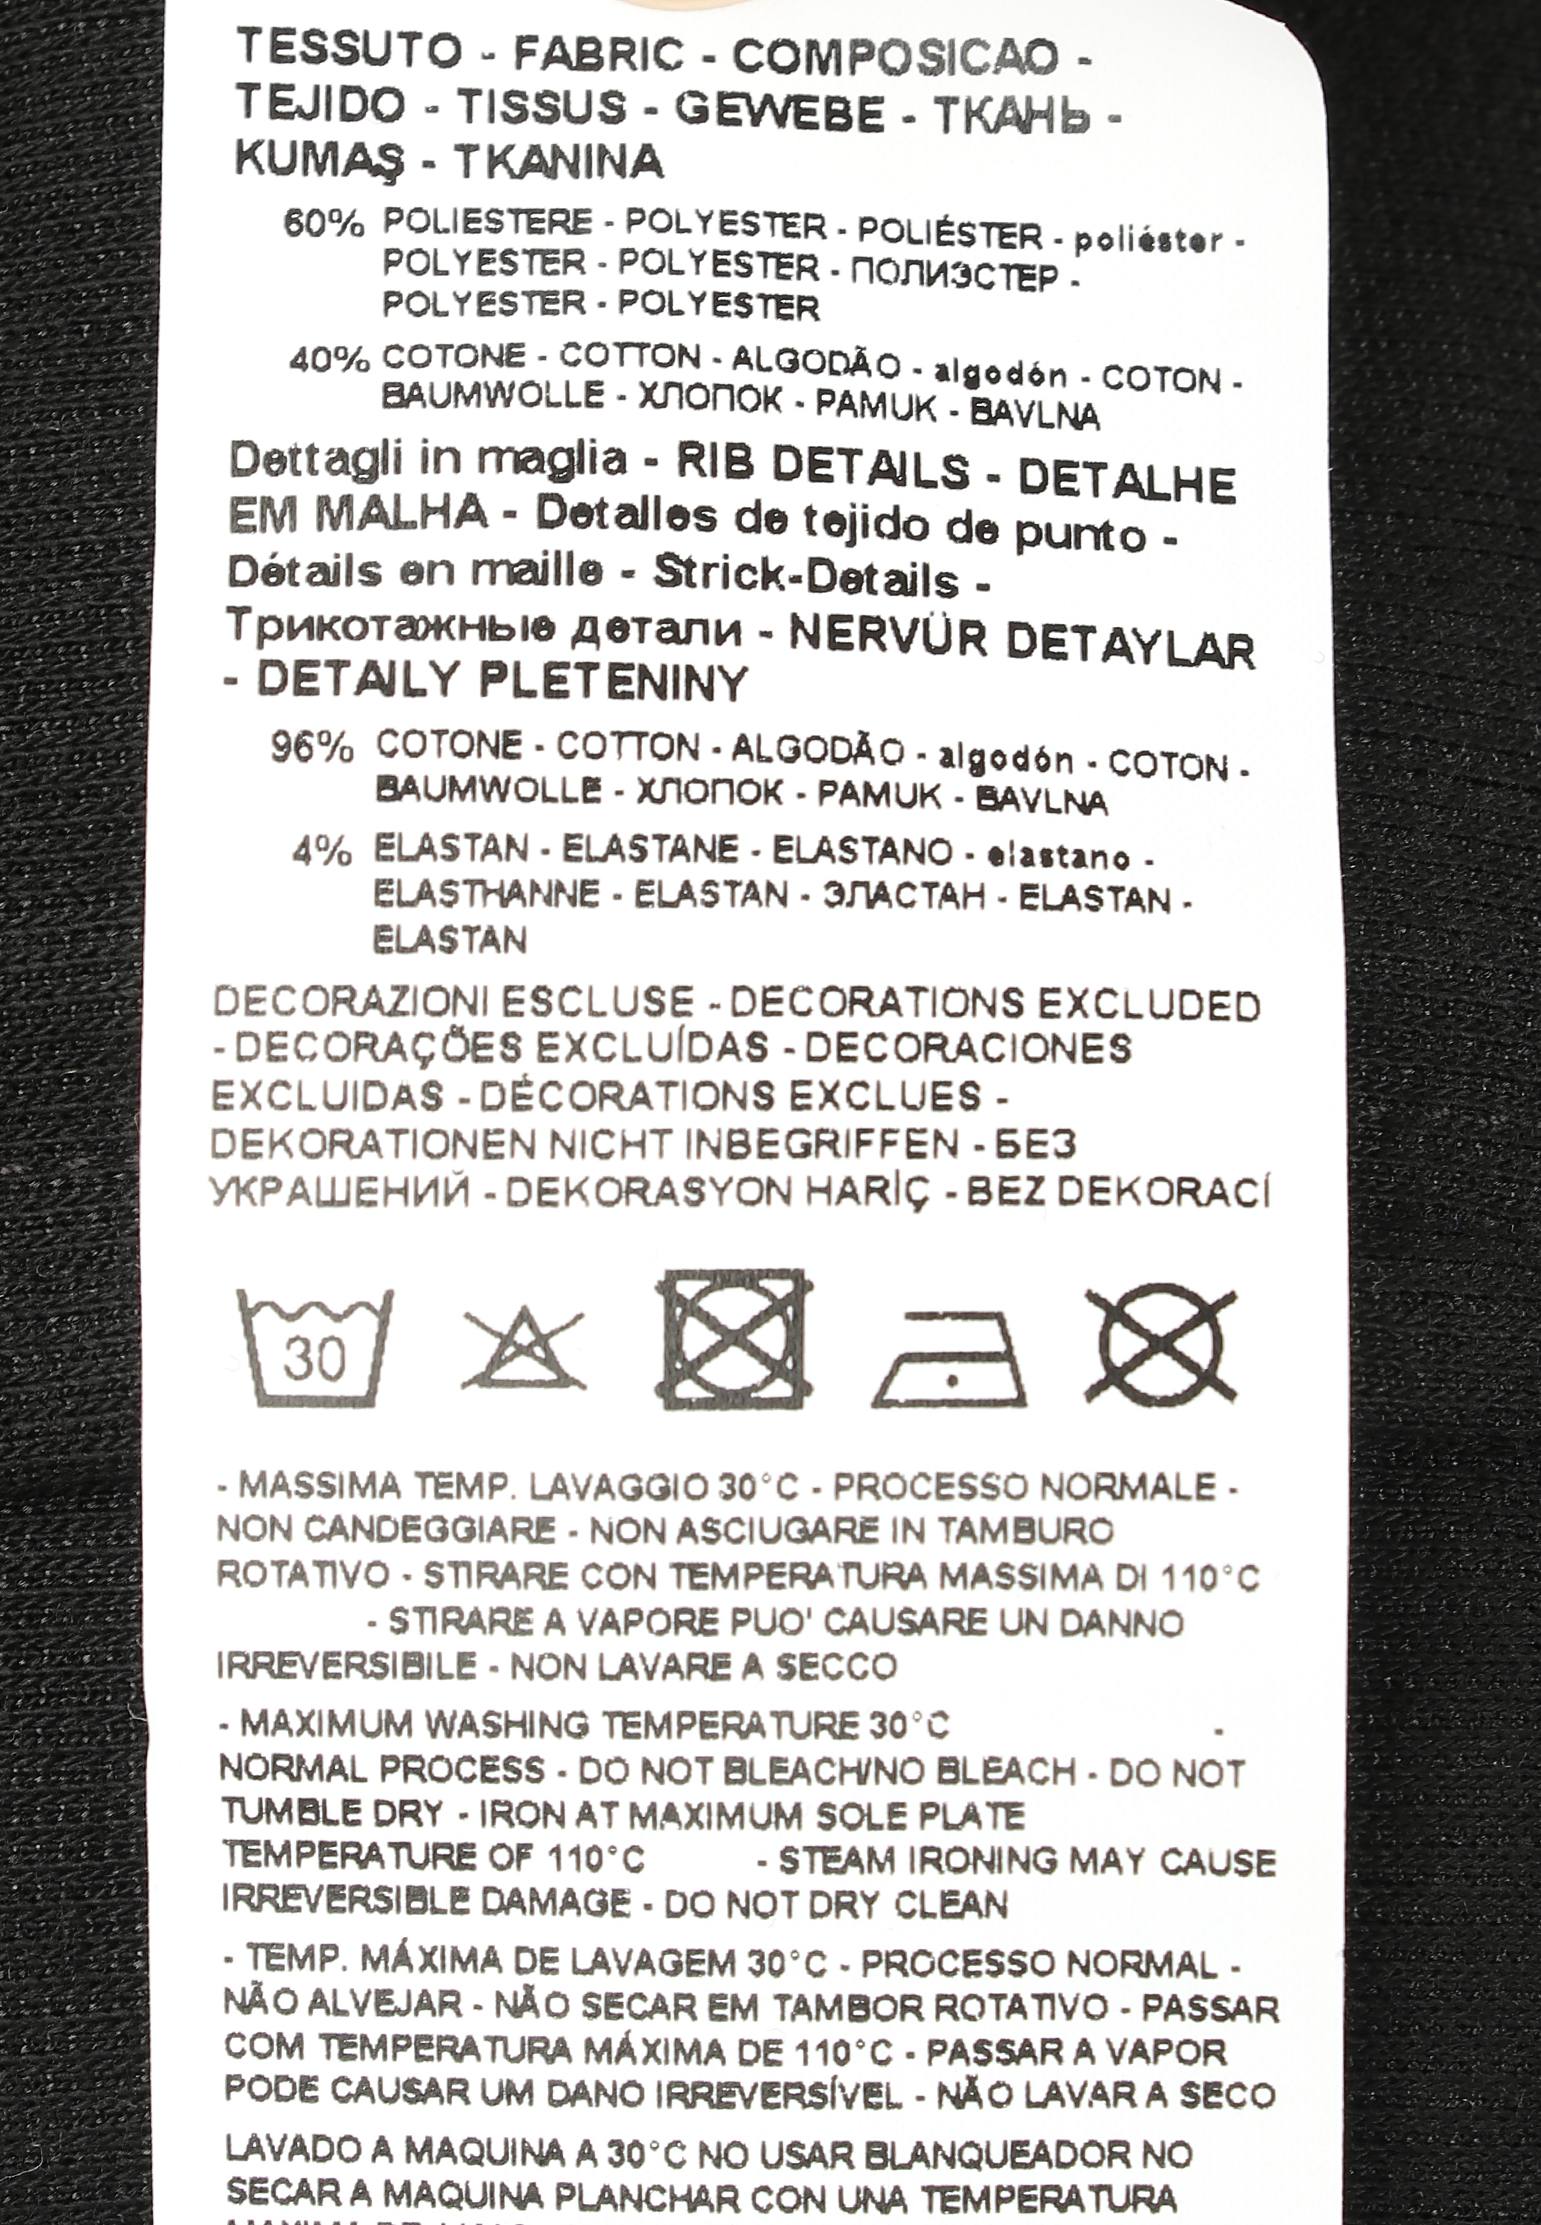 TESSUTO - FABRIC - COMPOSICAO -
TEJIDO - TISSUS - GEWEBE - ТКАНЬ -
KUMAŞ - TKANINA
60% POLIESTERE - POLYESTER - POLIÉSTER - poliéster -
POLYESTER - POLYESTER - ПОЛИЭСТЕР -
POLYESTER - POLYESTER
40% COTONE - COTTON - ALGODÃO - algodón - COTON -
BAUMWOLLE - ХЛОПОК - PAMUK - BAVLNA
Dettagli in maglia - RIB DETAILS - DETALHE
EM MALHA - Detalles de tejido de punto -
Détails en maille - Strick-Details -
Трикотажные детали - NERVÜR DETAYLAR
- DETAILY PLETENINY
96% COTONE - COTTON - ALGODÃO - algodón - COTON -
BAUMWOLLE - ХЛОПОК - PAMUK - BAVLNA
4% ELASTAN - ELASTANE - ELASTANO - elastano -
ELASTHANNE - ELASTAN - ЭЛАСТАН - ELASTAN -
ELASTAN
DECORAZIONI ESCLUSE - DECORATIONS EXCLUDED
- DECORAÇÕES EXCLUÍDAS - DECORACIONES
EXCLUIDAS - DÉCORATIONS EXCLUES -
DEKORATIONEN NICHT INBEGRIFFEN - БЕЗ
УКРАШЕНИЙ - DEKORASYON HARİÇ - BEZ DEKORACÍ
30
- MASSIMA TEMP. LAVAGGIO 30°C - PROCESSO NORMALE -
NON CANDEGGIARE - NON ASCIUGARE IN TAMBURO
ROTATIVO - STIRARE CON TEMPERATURA MASSIMA DI 110°C
- STIRARE A VAPORE PUO' CAUSARE UN DANNO
IRREVERSIBILE - NON LAVARE A SECCO
- MAXIMUM WASHING TEMPERATURE 30°C -
NORMAL PROCESS - DO NOT BLEACH/NO BLEACH - DO NOT
TUMBLE DRY - IRON AT MAXIMUM SOLE PLATE
TEMPERATURE OF 110°C - STEAM IRONING MAY CAUSE
IRREVERSIBLE DAMAGE - DO NOT DRY CLEAN
- TEMP. MÁXIMA DE LAVAGEM 30°C - PROCESSO NORMAL -
NÃO ALVEJAR - NÃO SECAR EM TAMBOR ROTATIVO - PASSAR
COM TEMPERATURA MÁXIMA DE 110°C - PASSAR A VAPOR
PODE CAUSAR UM DANO IRREVERSÍVEL - NÃO LAVAR A SECO
LAVADO A MAQUINA A 30°C NO USAR BLANQUEADOR NO
SECAR A MAQUINA PLANCHAR CON UNA TEMPERATURA